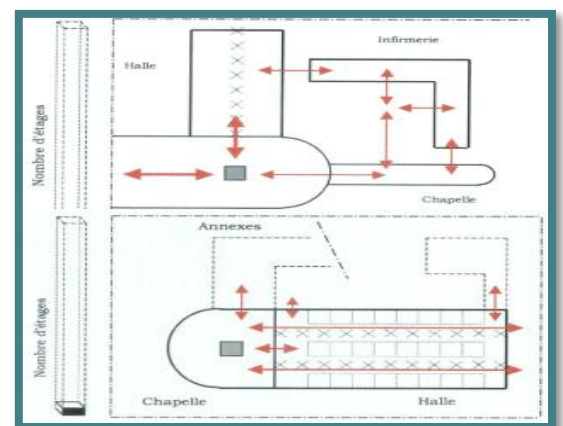 Infirmerie
Halle
Nombre d'étages
Chapelle
Annexes
Nombre d'étages
Chapelle
Halle